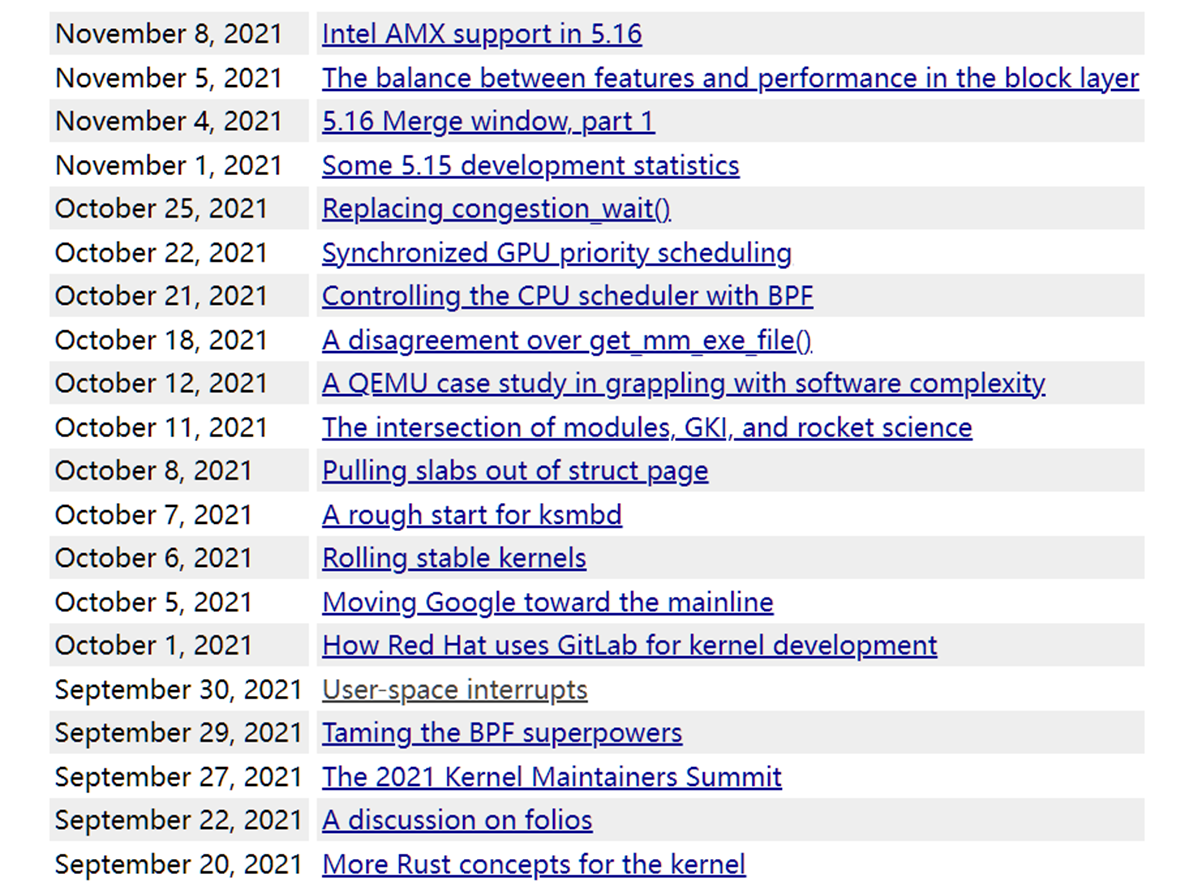 November 8, 2021 Intel AMX support in 5.16
November 5, 2021 The balance between features and performance in the block layer
November 4, 2021 5.16 Merge window, part 1
November 1, 2021 Some 5.15 development statistics
October 25, 2021 Replacing congestion_wait()
October 22, 2021 Synchronized GPU priority scheduling
October 21, 2021 Controlling the CPU scheduler with BPF
October 18, 2021 A disagreement over get_mm_exe_file()
October 12, 2021 A QEMU case study in grappling with software complexity
October 11, 2021 The intersection of modules, GKI, and rocket science
October 8, 2021 Pulling slabs out of struct page
October 7, 2021 A rough start for ksmbd
October 6, 2021 Rolling stable kernels
October 5, 2021 Moving Google toward the mainline
October 1, 2021 How Red Hat uses GitLab for kernel development
September 30, 2021 User-space interrupts
September 29, 2021 Taming the BPF superpowers
September 27, 2021 The 2021 Kernel Maintainers Summit
September 22, 2021 A discussion on folios
September 20, 2021 More Rust concepts for the kernel